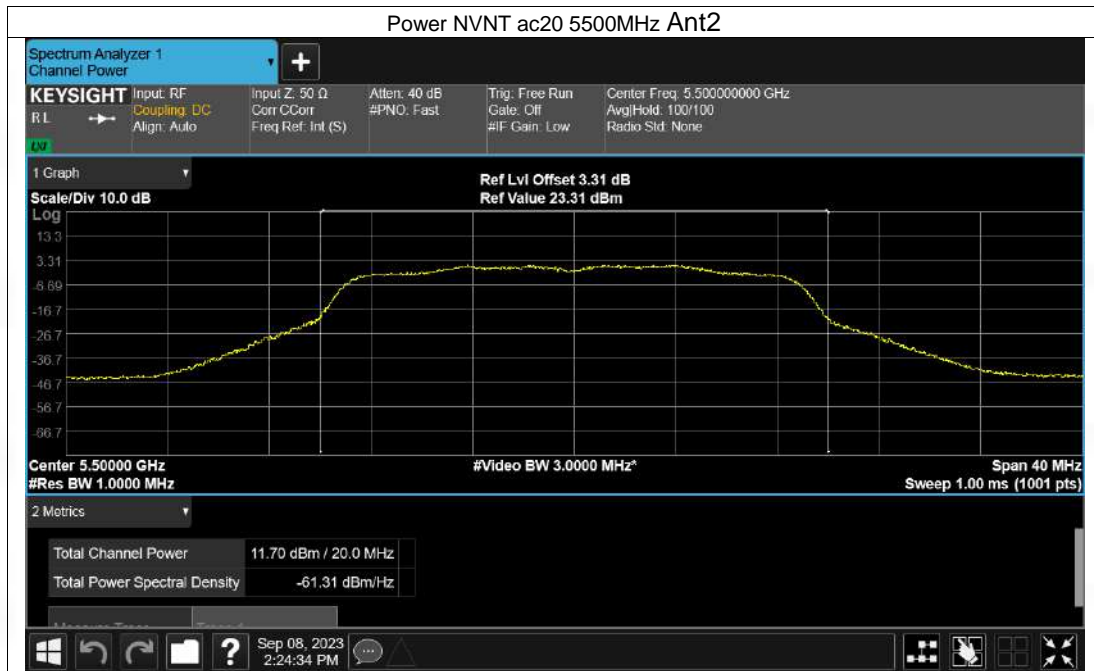 Power NVNT ac20 5500MHz Ant2
Spectrum Analyzer 1
Channel Power
KEYSIGHT
RL
LXI
Input: RF
Coupling: DC
Align: Auto
Input Z: 50 Ω
Corr CCorr
Freq Ref: Int (S)
Atten: 40 dB
#PNO: Fast
Trig: Free Run
Gate: Off
#IF Gain: Low
Center Freq: 5.500000000 GHz
Avg|Hold: 100/100
Radio Std: None
1 Graph
Scale/Div 10.0 dB
Ref Lvl Offset 3.31 dB
Ref Value 23.31 dBm
Log
13.3
3.31
-6.69
-16.7
-26.7
-36.7
-46.7
-56.7
-66.7
Center 5.50000 GHz
#Video BW 3.0000 MHz*
Span 40 MHz
#Res BW 1.0000 MHz
Sweep 1.00 ms (1001 pts)
2 Metrics
Total Channel Power 11.70 dBm / 20.0 MHz
Total Power Spectral Density -61.31 dBm/Hz
?
Sep 08, 2023
2:24:34 PM